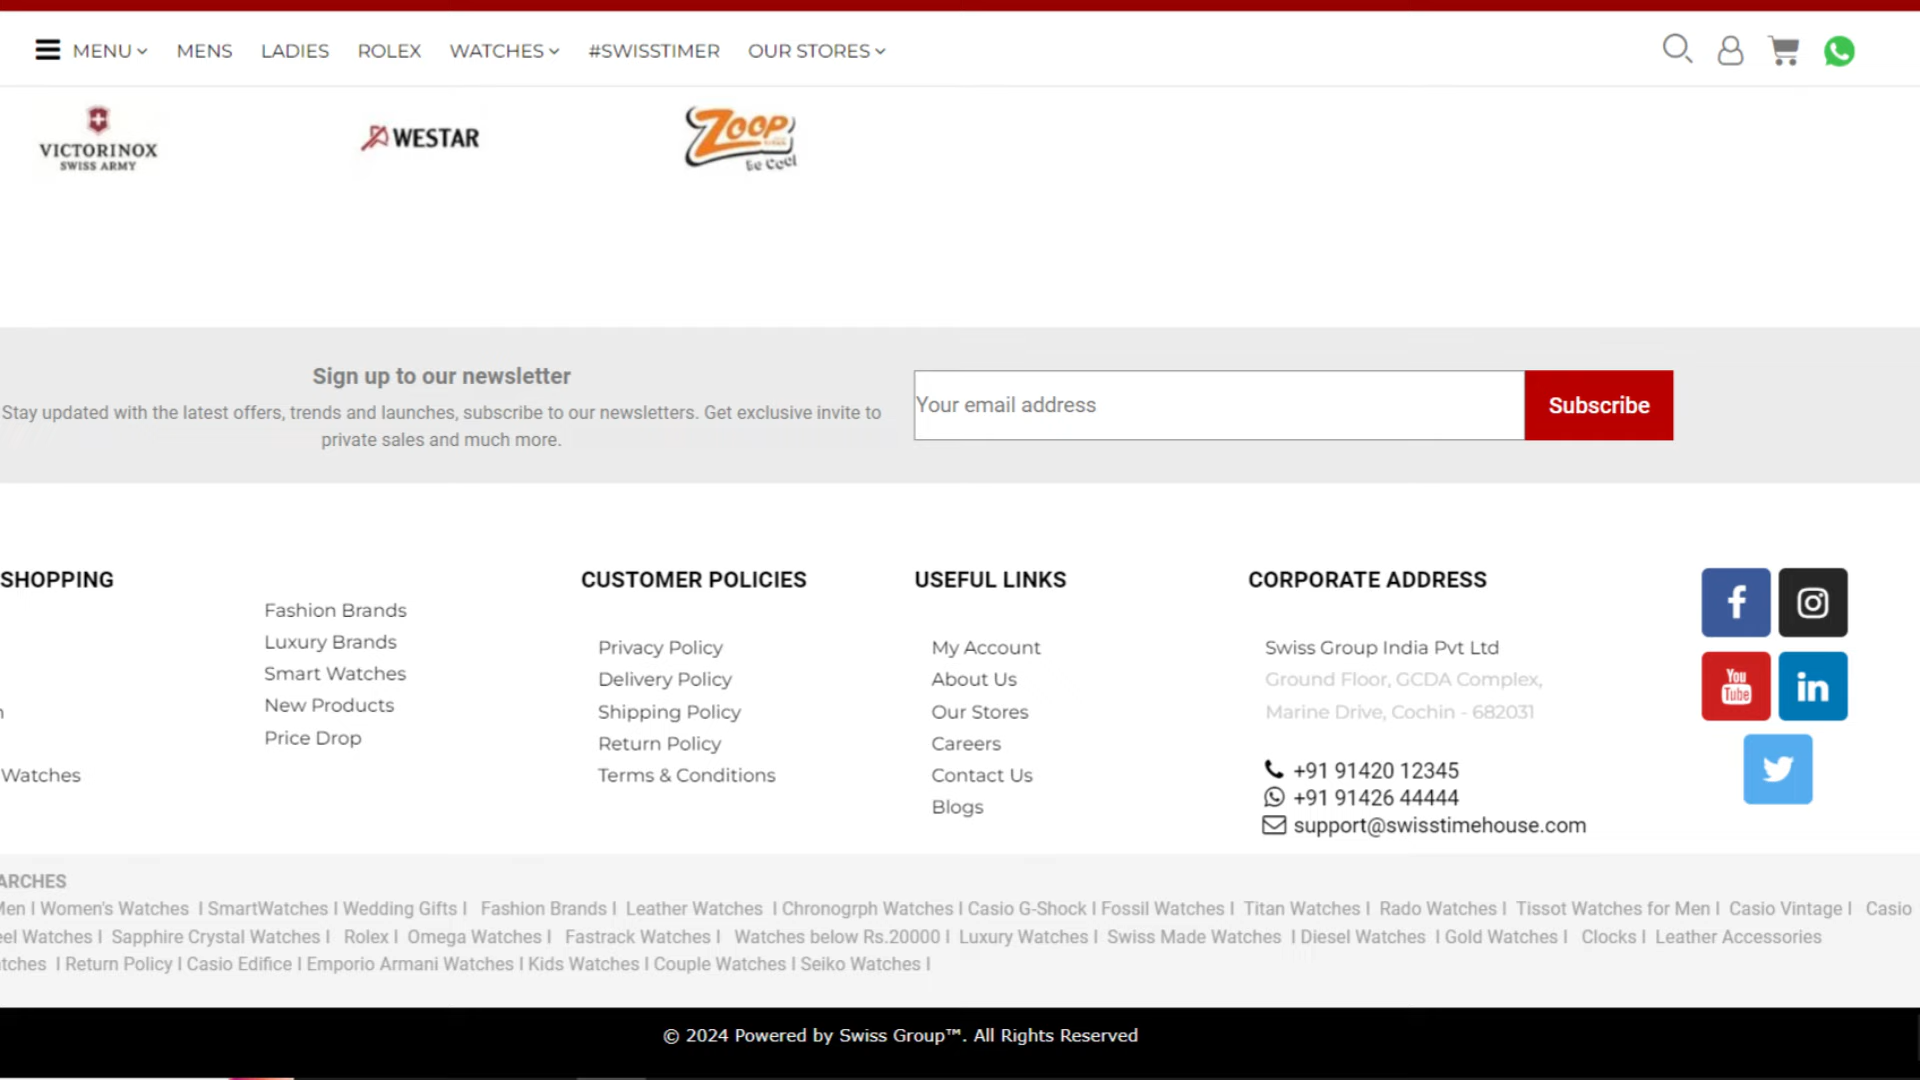 MENU MENS LADIES ROLEX WATCHES #SWISSTIMER OUR STORES
VICTORINOX
SWISS ARMY
WESTAR
ZOOP
Be Cool
Sign up to our newsletter
Stay updated with the latest offers, trends and launches, subscribe to our newsletters. Get exclusive invite to
private sales and much more.
Your email address
Subscribe
SHOPPING
Watches
Fashion Brands
Luxury Brands
Smart Watches
New Products
Price Drop
CUSTOMER POLICIES
Privacy Policy
Delivery Policy
Shipping Policy
Return Policy
Terms & Conditions
USEFUL LINKS
My Account
About Us
Our Stores
Careers
Contact Us
Blogs
CORPORATE ADDRESS
Swiss Group India Pvt Ltd
Ground Floor, GCDA Complex,
Marine Drive, Cochin - 682031
+91 91420 12345
+91 91426 44444
support@swisstimehouse.com
f
You
Tube
in
ARCHES
Men I Women's Watches I SmartWatches I Wedding Gifts I Fashion Brands I Leather Watches I Chronogrph Watches I Casio G-Shock I Fossil Watches I Titan Watches I Rado Watches I Tissot Watches for Men I Casio Vintage I Casio
eel Watches I Sapphire Crystal Watches I Rolex I Omega Watches I Fastrack Watches I Watches below Rs.20000 I Luxury Watches I Swiss Made Watches I Diesel Watches I Gold Watches I Clocks I Leather Accessories
tches I Return Policy I Casio Edifice I Emporio Armani Watches I Kids Watches I Couple Watches I Seiko Watches I
© 2024 Powered by Swiss Group™. All Rights Reserved